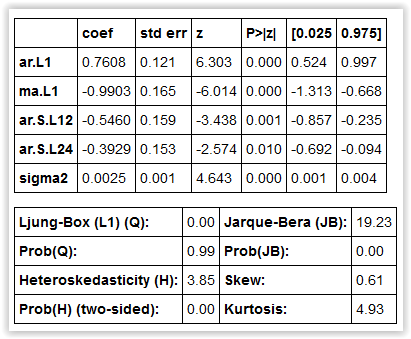 coef std err z P>|z| [0.025 0.975]
ar.L1 0.7608 0.121 6.303 0.000 0.524 0.997
ma.L1 -0.9903 0.165 -6.014 0.000 -1.313 -0.668
ar.S.L12 -0.5460 0.159 -3.438 0.001 -0.857 -0.235
ar.S.L24 -0.3929 0.153 -2.574 0.010 -0.692 -0.094
sigma2 0.0025 0.001 4.643 0.000 0.001 0.004
Ljung-Box (L1) (Q): 0.00 Jarque-Bera (JB): 19.23
Prob(Q): 0.99 Prob(JB): 0.00
Heteroskedasticity (H): 3.85 Skew: 0.61
Prob(H) (two-sided): 0.00 Kurtosis: 4.93